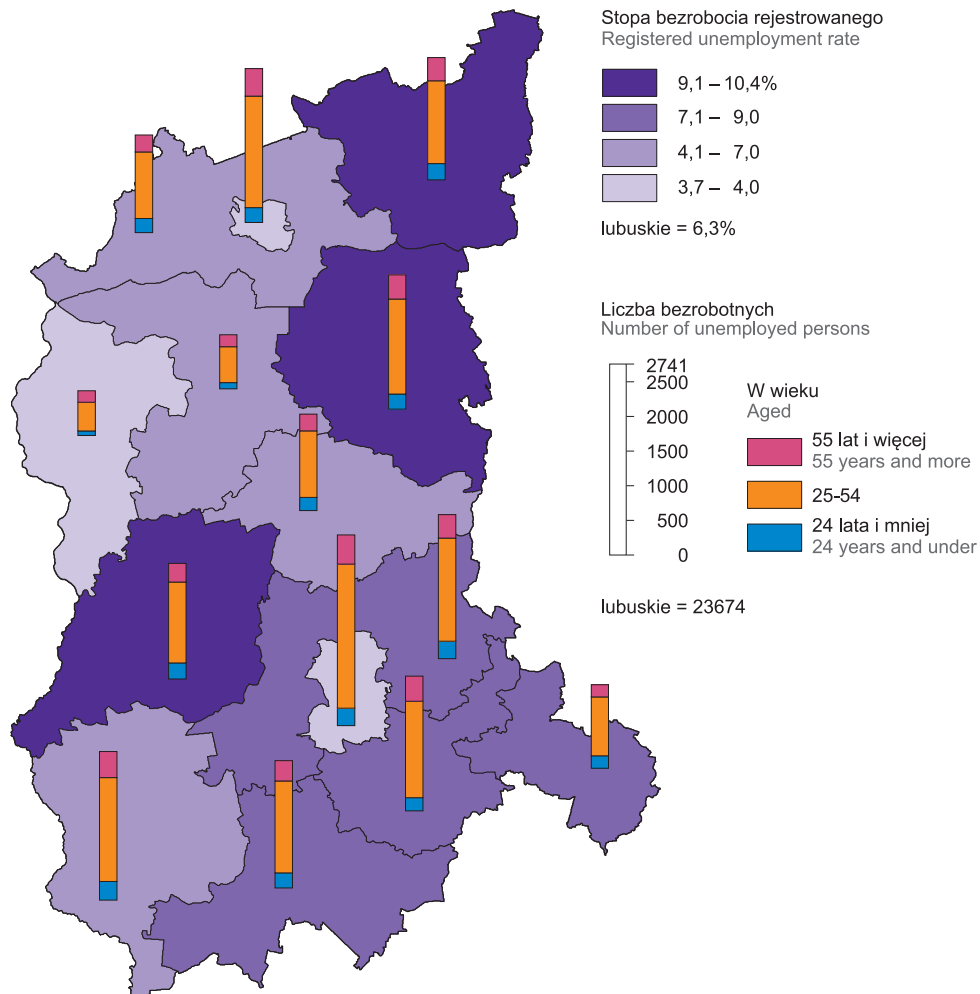 Stopa bezrobocia rejestrowanego
Registered unemployment rate
9,1 – 10,4%
7,1 – 9,0
4,1 – 7,0
3,7 – 4,0
lubuskie = 6,3%
Liczba bezrobotnych
Number of unemployed persons
2741
2500
2000
1500
1000
500
0
W wieku
Aged
55 lat i więcej
55 years and more
25-54
24 lata i mniej
24 years and under
lubuskie = 23674